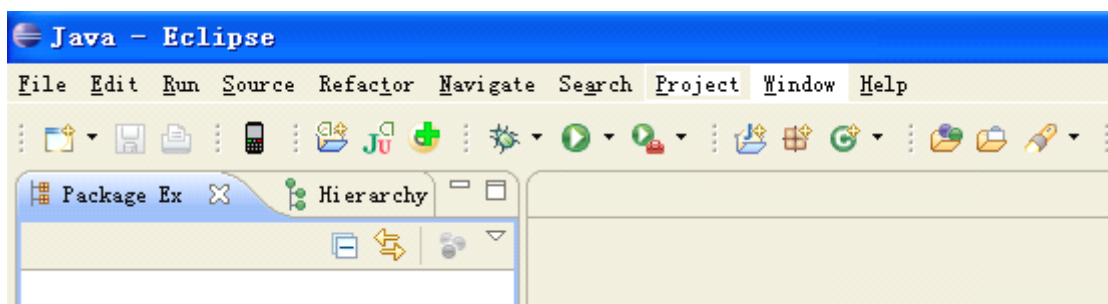 Java - Eclipse
File Edit Run Source Refactor Navigate Search Project Window Help
Package Ex Hierarchy